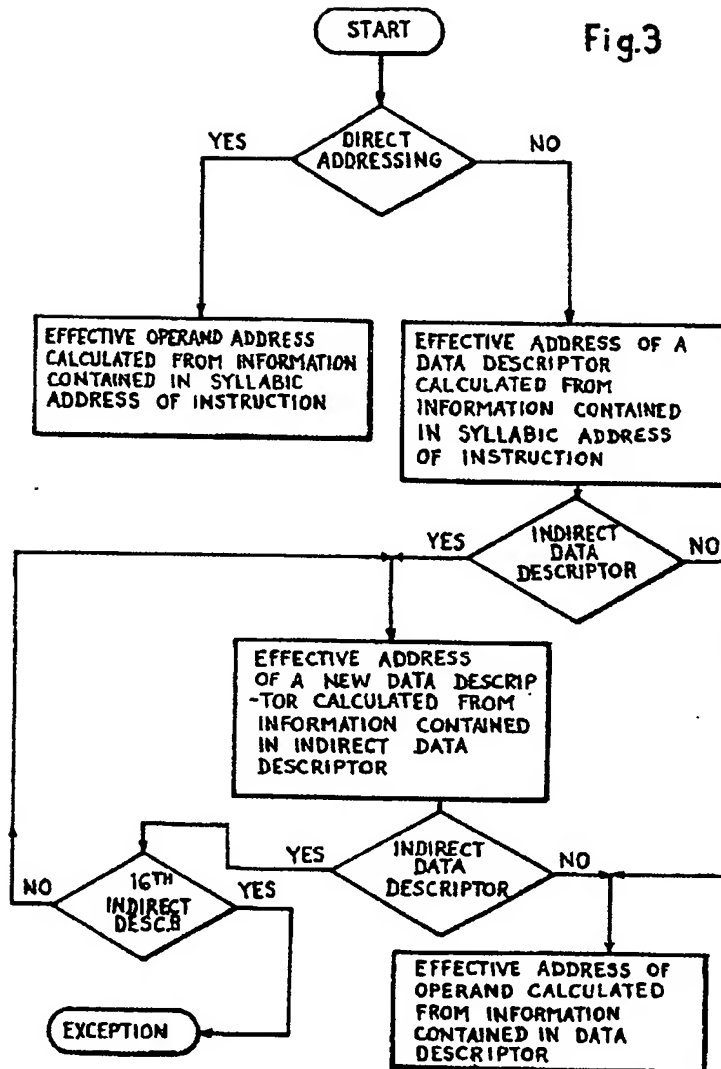 START
Fig.3
YES
DIRECT
ADDRESSING
NO
EFFECTIVE OPERAND ADDRESS
CALCULATED FROM INFORMATION
CONTAINED IN SYLLABIC
ADDRESS OF INSTRUCTION
EFFECTIVE ADDRESS OF A
DATA DESCRIPTOR
CALCULATED FROM
INFORMATION CONTAINED
IN SYLLABIC ADDRESS
OF INSTRUCTION
YES
INDIRECT
DATA
DESCRIPTOR
NO
EFFECTIVE ADDRESS
OF A NEW DATA DESCRIP
-TOR CALCULATED FROM
INFORMATION CONTAINED
IN INDIRECT DATA
DESCRIPTOR
YES
INDIRECT
DATA
DESCRIPTOR
NO
NO
16TH
INDIRECT
DESC.B
YES
EXCEPTION
EFFECTIVE ADDRESS OF
OPERAND CALCULATED
FROM INFORMATION
CONTAINED IN DATA
DESCRIPTOR